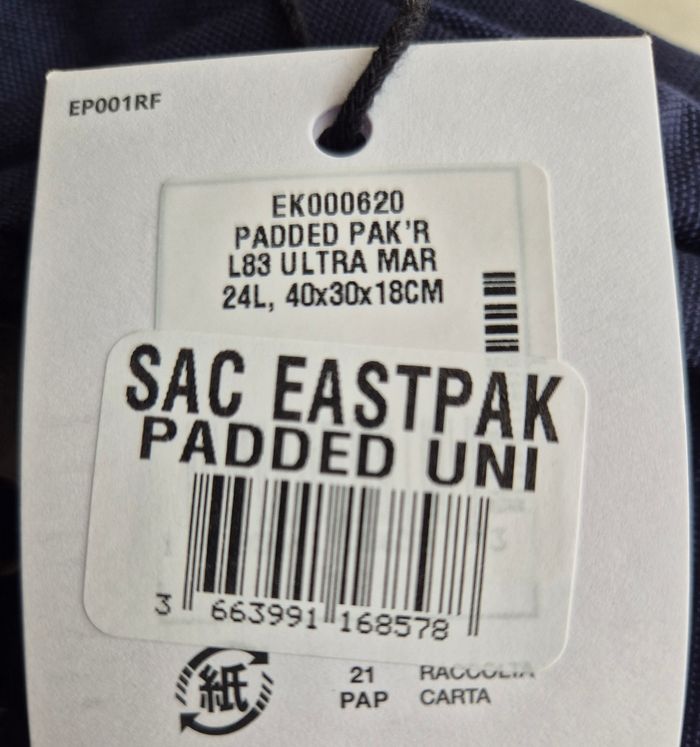 EP001RF
EK000620
PADDED PAK'R
L83 ULTRA MAR
24L, 40x30x18CM
SAC EASTPAK
PADDED UNI
3 663991 168578
紙
21 RACCOLTA
PAP CARTA